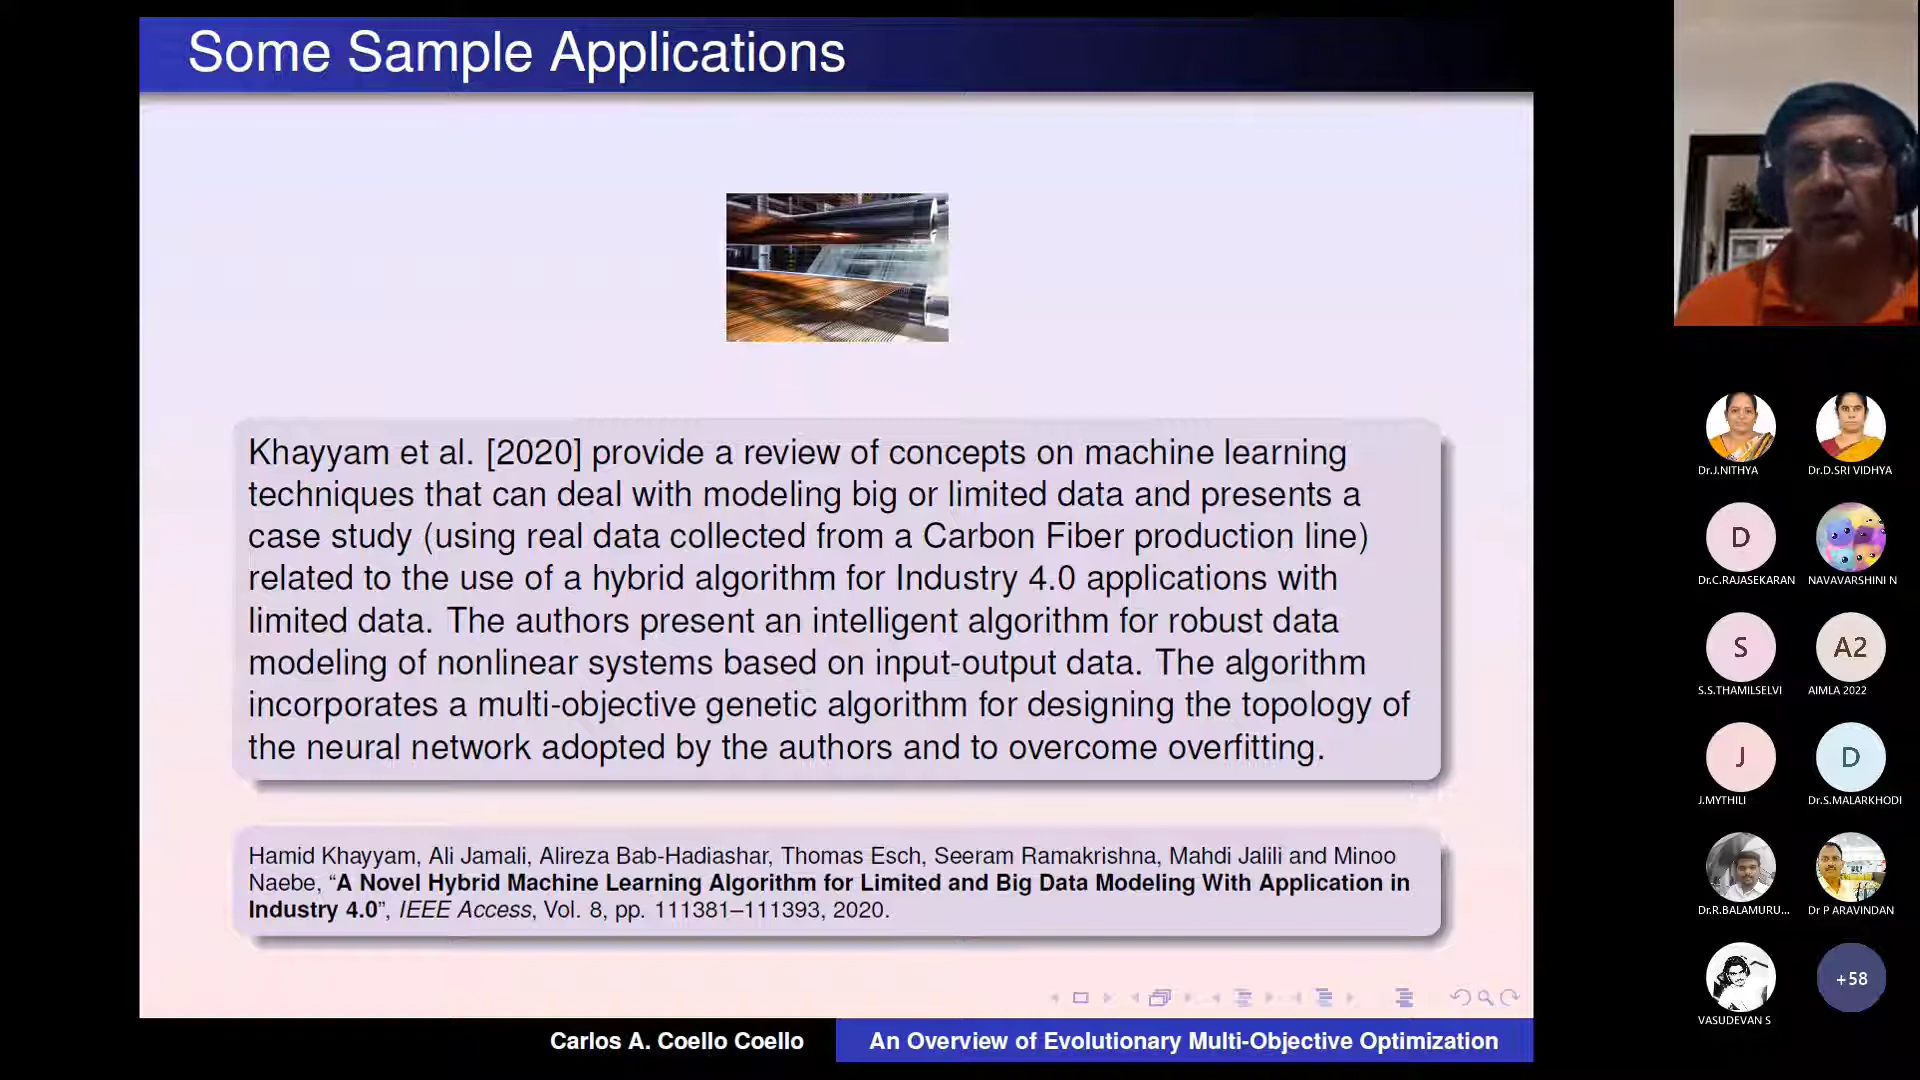 Some Sample Applications
Khayyam et al. [2020] provide a review of concepts on machine learning
techniques that can deal with modeling big or limited data and presents a
case study (using real data collected from a Carbon Fiber production line)
related to the use of a hybrid algorithm for Industry 4.0 applications with
limited data. The authors present an intelligent algorithm for robust data
modeling of nonlinear systems based on input-output data. The algorithm
incorporates a multi-objective genetic algorithm for designing the topology of
the neural network adopted by the authors and to overcome overfitting.
Hamid Khayyam, Ali Jamali, Alireza Bab-Hadiashar, Thomas Esch, Seeram Ramakrishna, Mahdi Jalili and Minoo
Naebe, “A Novel Hybrid Machine Learning Algorithm for Limited and Big Data Modeling With Application in
Industry 4.0”, IEEE Access, Vol. 8, pp. 111381–111393, 2020.
Carlos A. Coello Coello
An Overview of Evolutionary Multi-Objective Optimization
Dr.J.NITHYA
Dr.D.SRI VIDHYA
D
Dr.C.RAJASEKARAN
NAVAVARSHINI N
S
A2
S.S.THAMILSELVI
AIMLA 2022
J
D
J.MYTHILI
Dr.S.MALARKHODI
Dr.R.BALAMURU...
Dr P ARAVINDAN
+58
VASUDEVAN S